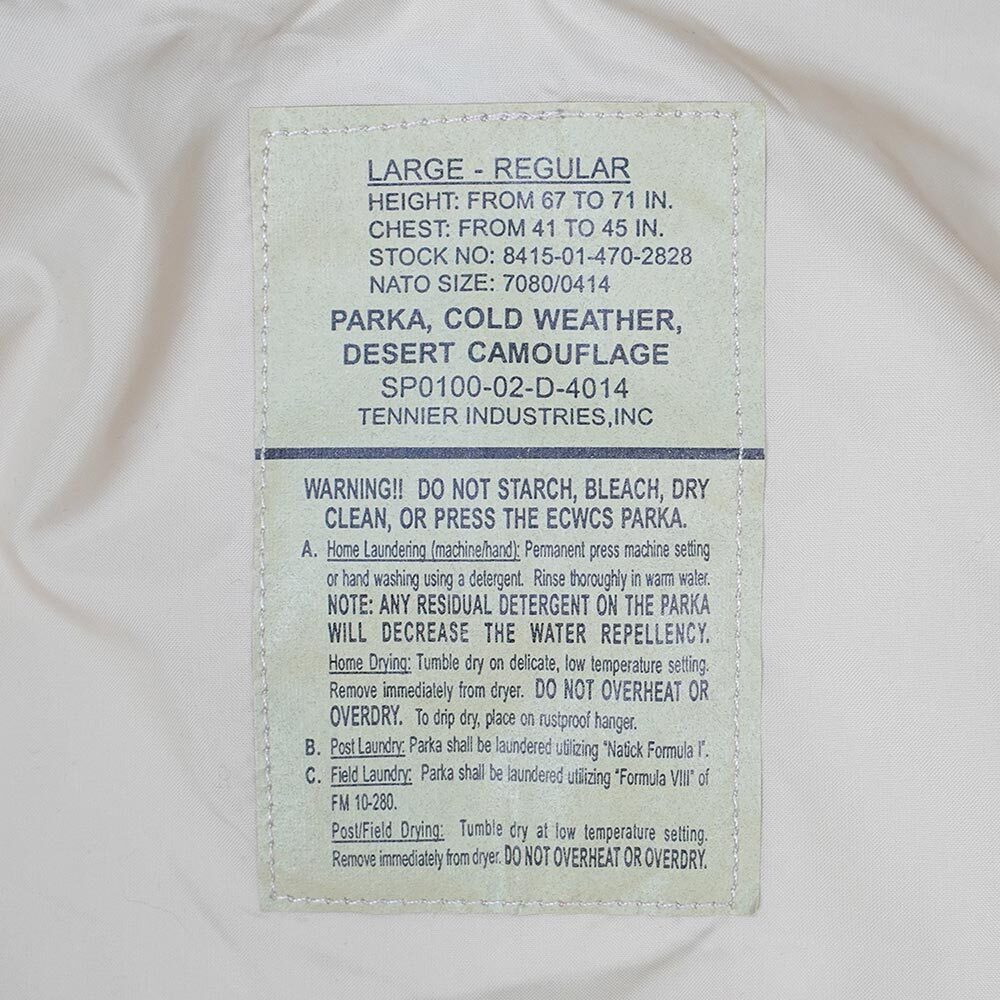 LARGE - REGULAR
HEIGHT: FROM 67 TO 71 IN.
CHEST: FROM 41 TO 45 IN.
STOCK NO: 8415-01-470-2828
NATO SIZE: 7080/0414
PARKA, COLD WEATHER,
DESERT CAMOUFLAGE
SP0100-02-D-4014
TENNIER INDUSTRIES,INC
WARNING!! DO NOT STARCH, BLEACH, DRY
CLEAN, OR PRESS THE ECWCS PARKA.
A. Home Laundering (machine/hand): Permanent press machine setting
or hand washing using a detergent. Rinse thoroughly in warm water.
NOTE: ANY RESIDUAL DETERGENT ON THE PARKA
WILL DECREASE THE WATER REPELLENCY.
Home Drying: Tumble dry on delicate, low temperature setting.
Remove immediately from dryer. DO NOT OVERHEAT OR
OVERDRY. To drip dry, place on rustproof hanger.
B. Post Laundry: Parka shall be laundered utilizing "Natick Formula I".
C. Field Laundry: Parka shall be laundered utilizing "Formula VIII" of
FM 10-280.
Post/Field Drying: Tumble dry at low temperature setting.
Remove immediately from dryer. DO NOT OVERHEAT OR OVERDRY.